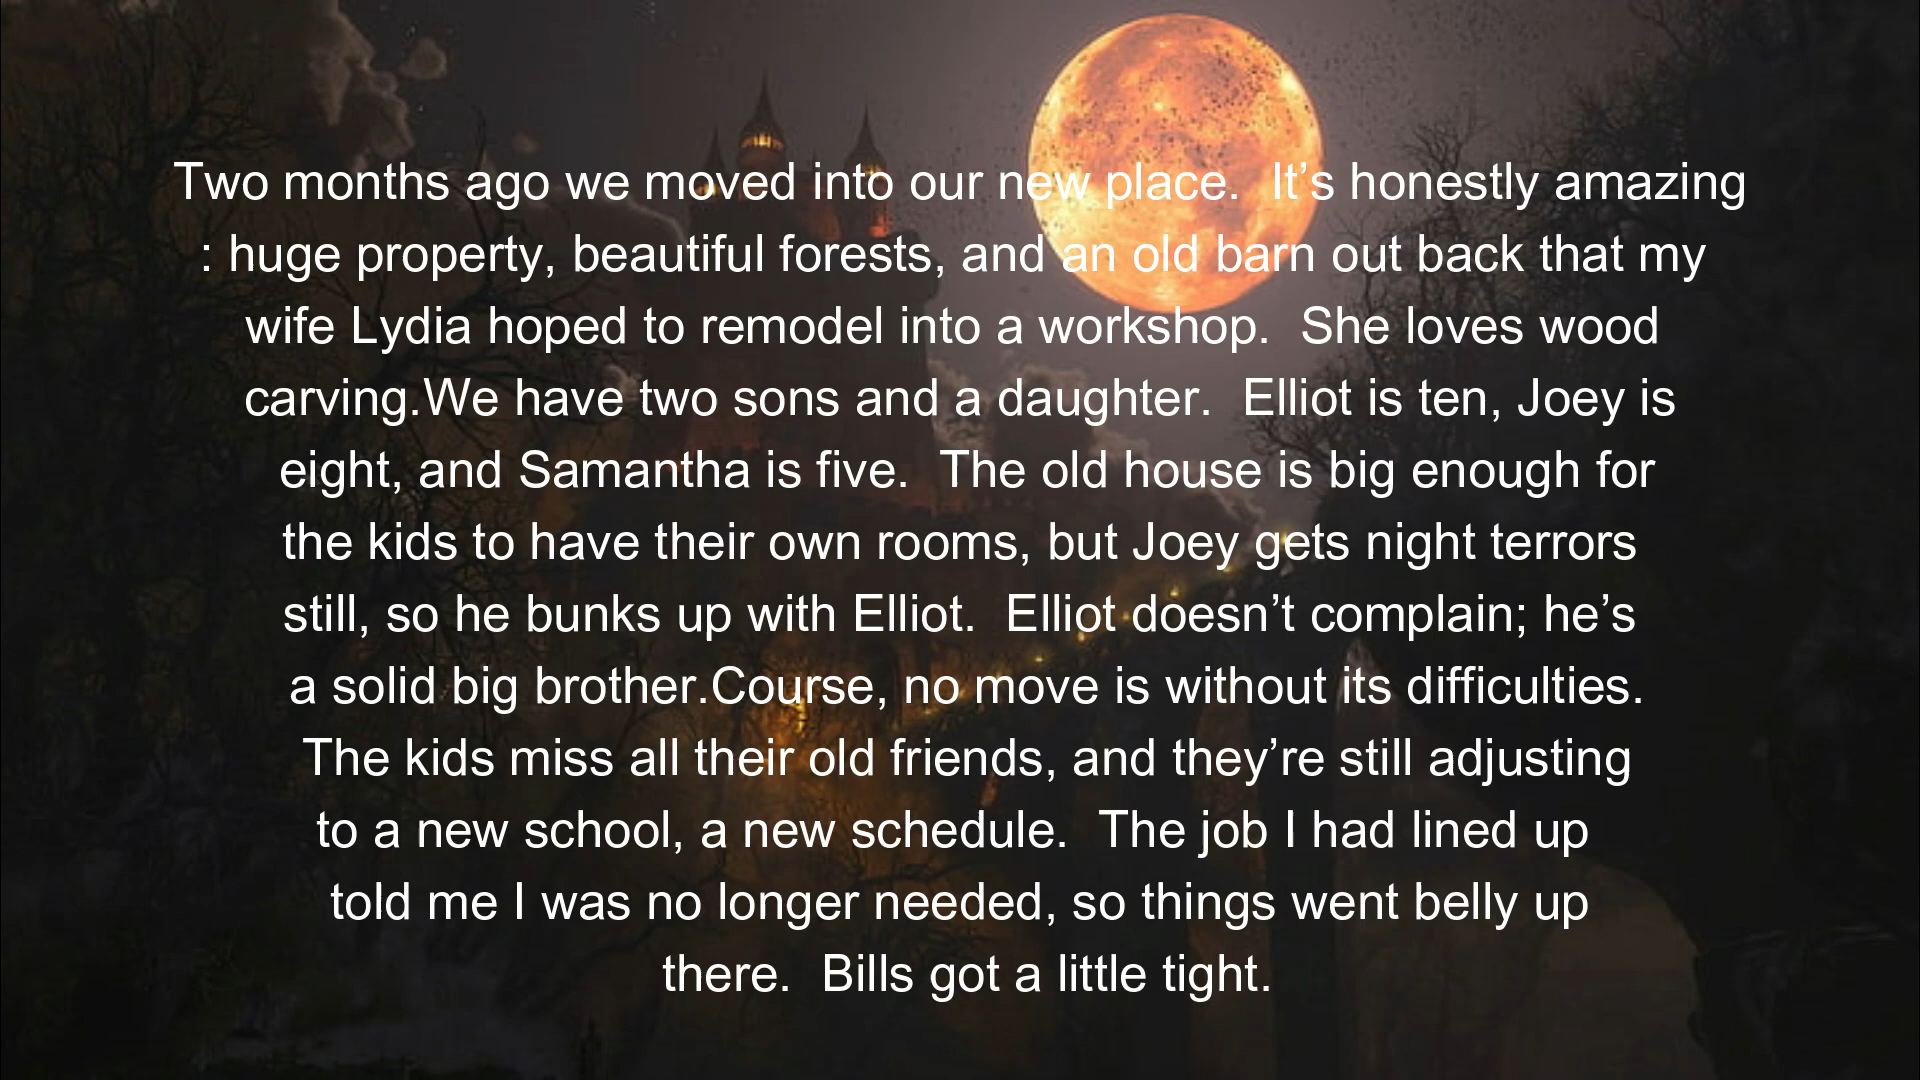 Two months ago we moved into our new place.  It’s honestly amazing
: huge property, beautiful forests, and an old barn out back that my
wife Lydia hoped to remodel into a workshop.  She loves wood
carving.We have two sons and a daughter.  Elliot is ten, Joey is
eight, and Samantha is five.  The old house is big enough for
the kids to have their own rooms, but Joey gets night terrors
still, so he bunks up with Elliot.  Elliot doesn’t complain; he’s
a solid big brother.Course, no move is without its difficulties.
The kids miss all their old friends, and they’re still adjusting
to a new school, a new schedule.  The job I had lined up
told me I was no longer needed, so things went belly up
there.  Bills got a little tight.